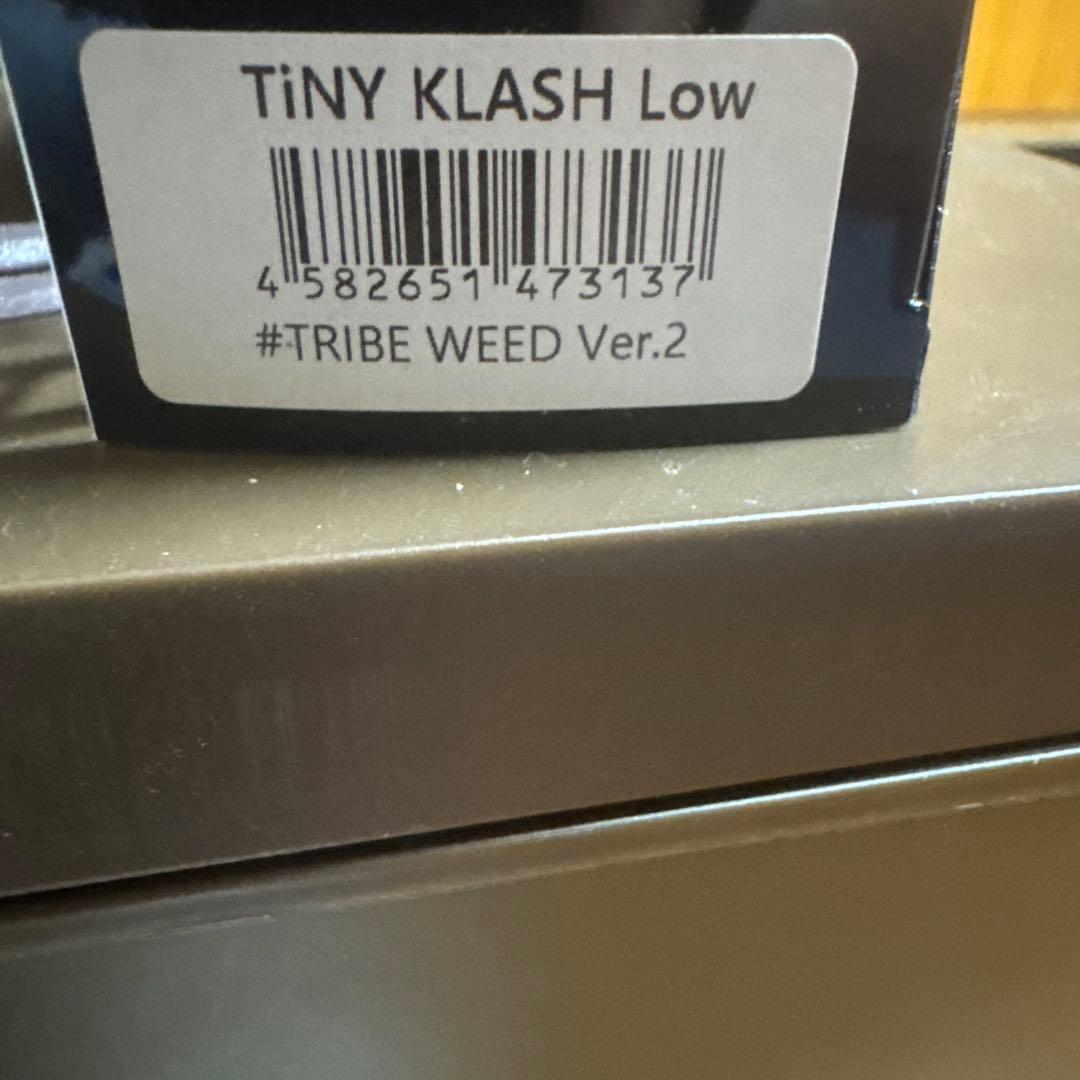 TiNY KLASH Low
4 582651 473137
#TRIBE WEED Ver.2